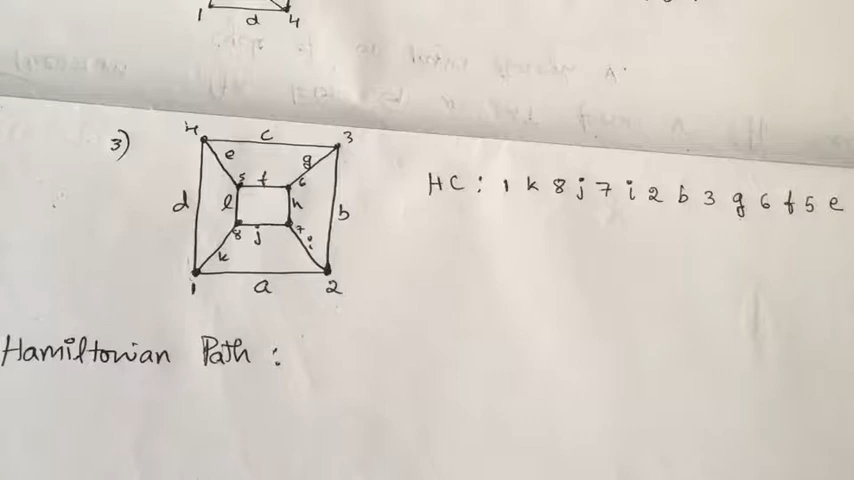 1 d 4
3)
4 c 3
e g
5 f 6
d l h b
8 j 7
k i
1 a 2
HC: 1 k 8 j 7 i 2 b 3 g 6 f 5 e
Hamiltonian Path :